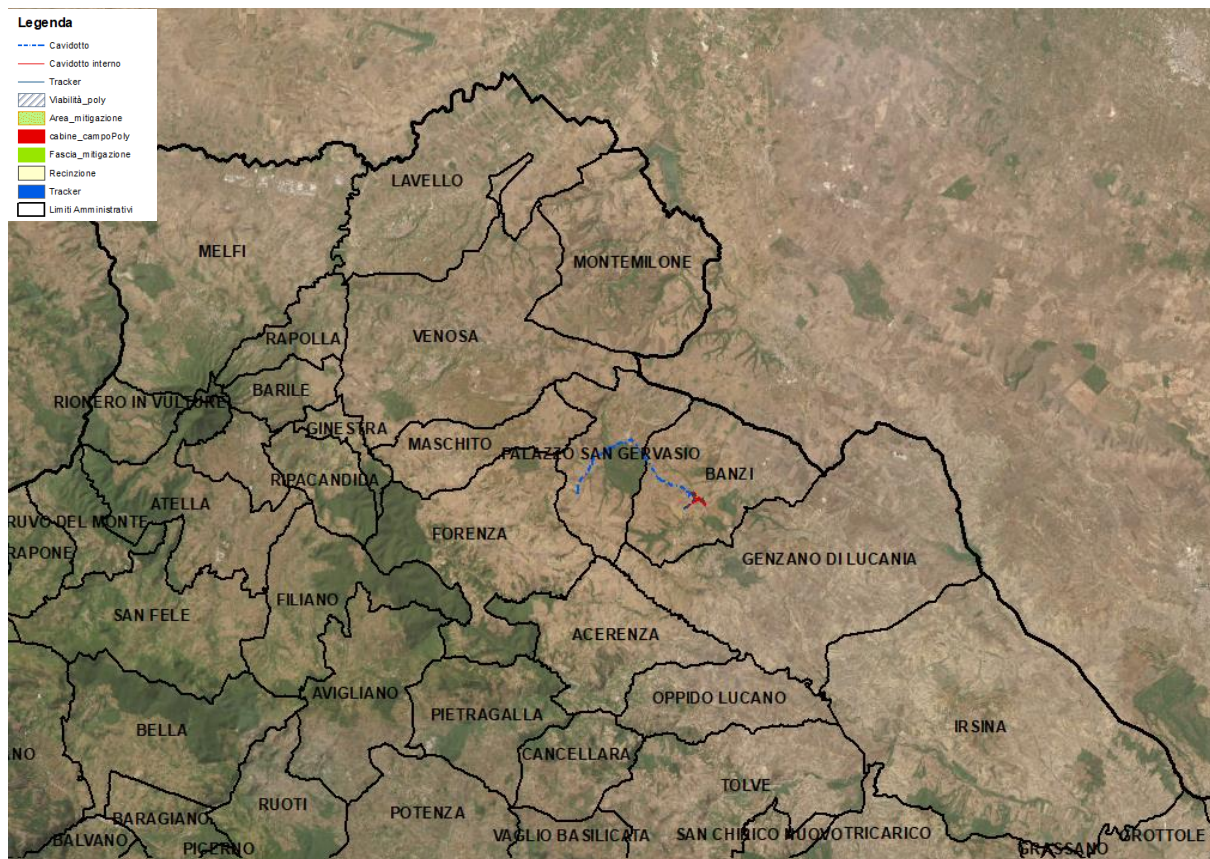 Legenda
Cavidotto
Cavidotto interno
Tracker
Viabilità_poly
Area_mitigazione
cabine_campoPoly
Fascia_mitigazione
Recinzione
Tracker
Limiti Amministrativi
LAVELLO
MELFI
MONTEMILONE
RAPOLLA
VENOSA
BARILE
RIONERO IN VULTURE
GINESTRA
MASCHITO
PALAZZO SAN GERVASIO
RIPACANDIDA
BANZI
ATELLA
RUVO DEL MONTE
FORENZA
RAPONE
GENZANO DI LUCANIA
FILIANO
SAN FELE
ACERENZA
AVIGLIANO
OPPIDO LUCANO
PIETRAGALLA
BELLA
IRSINA
ANO
CANCELLARA
TOLVE
RUOTI
POTENZA
BARAGIANO
BALVANO
PICERNO
VAGLIO BASILICATA
SAN CHIRICO NUOVO
TRICARICO
GRASSANO
GROTTOLE